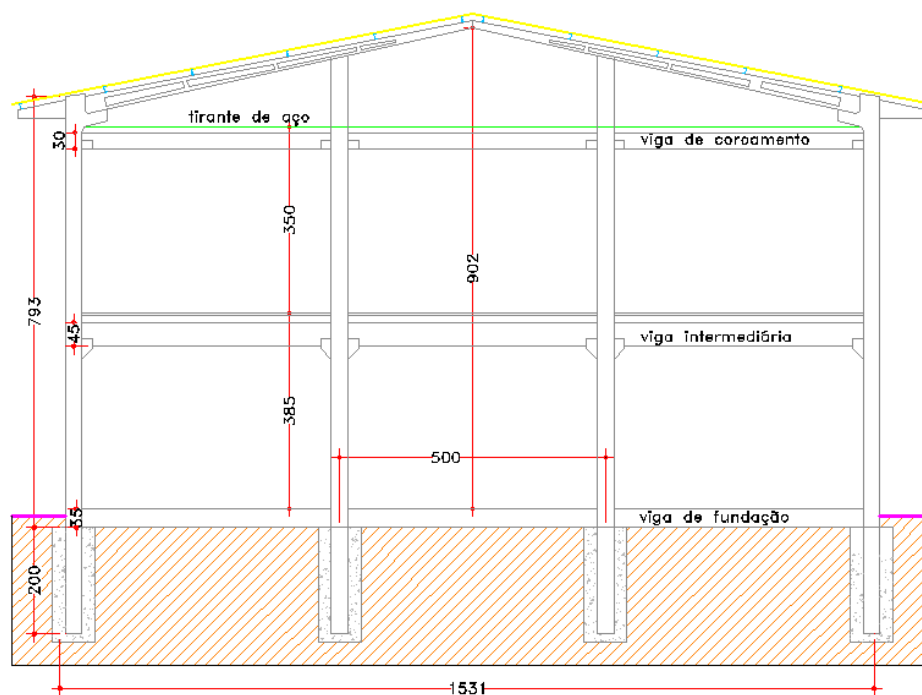 tirante de aço
30
viga de coroamento
350
902
793
45
viga intermediária
385
500
35
viga de fundação
200
1531